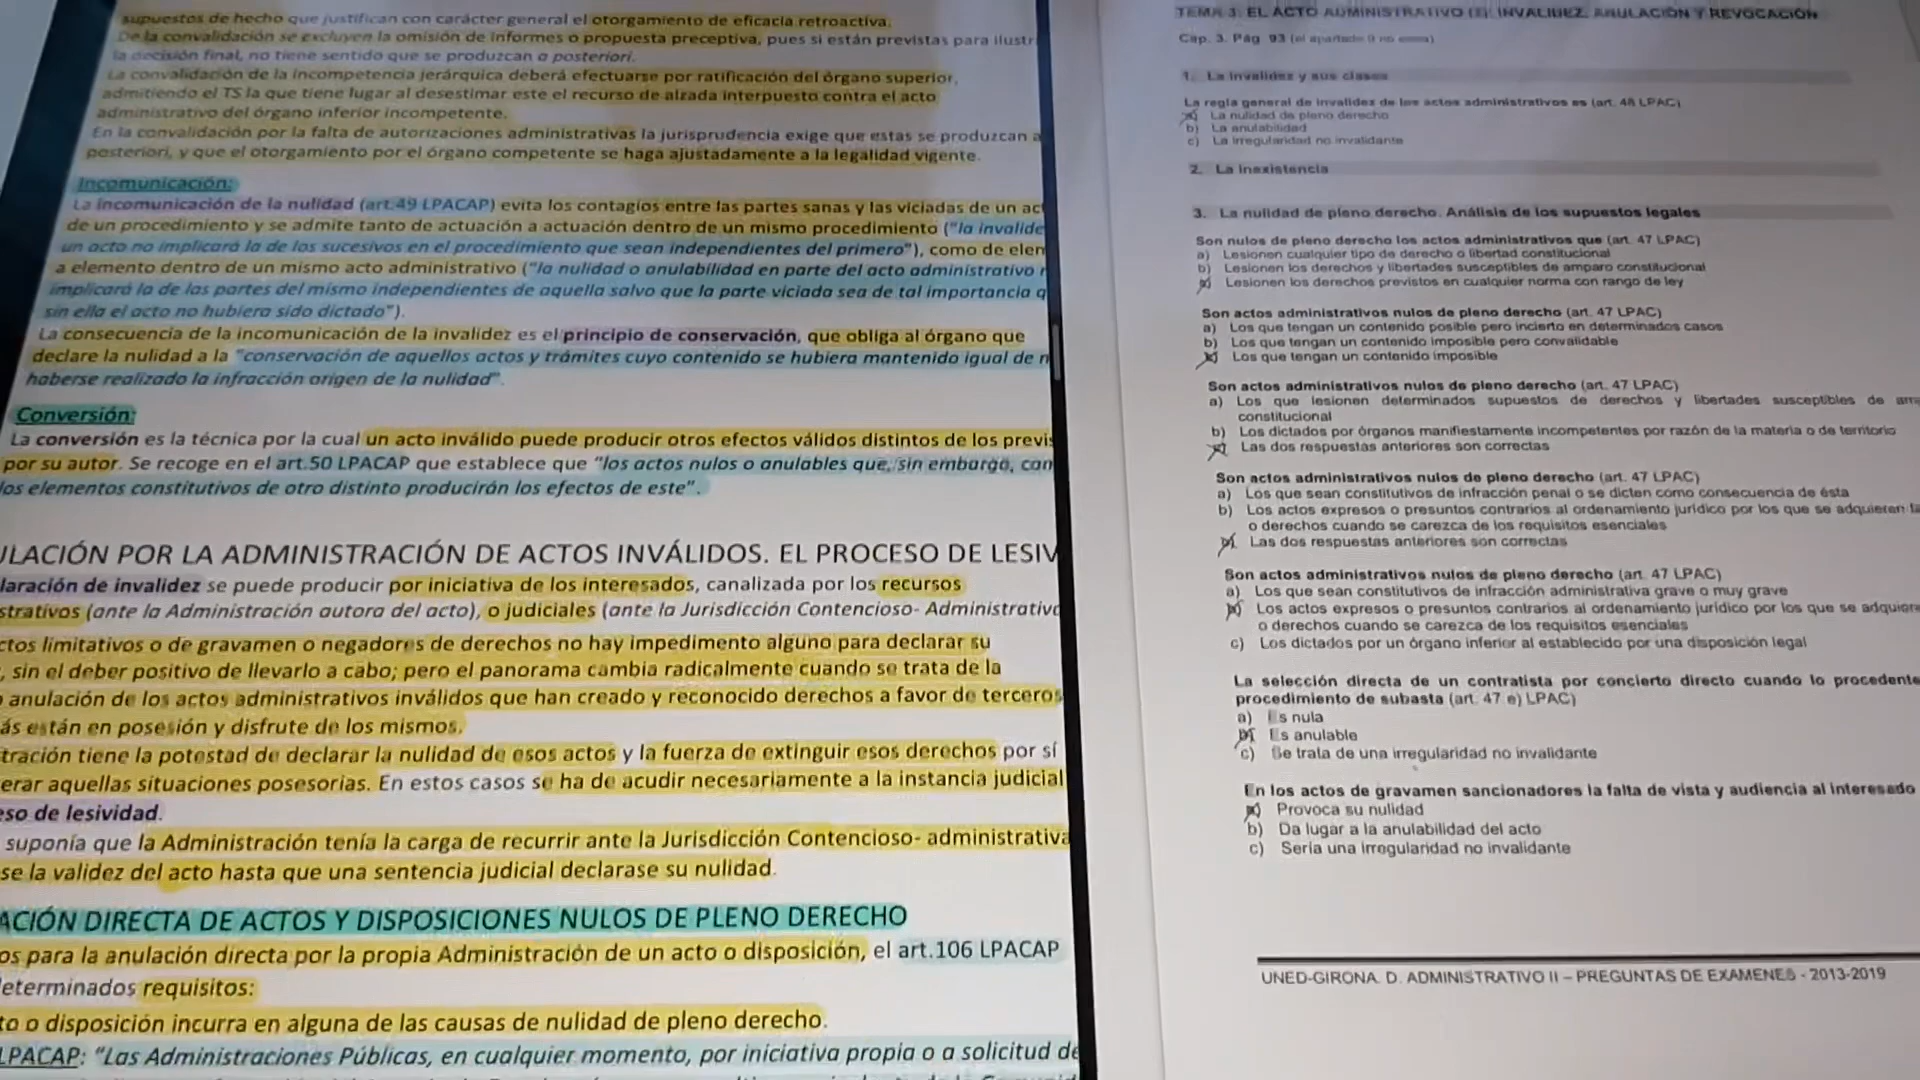 supuestos de hecho que justifican con carácter general el otorgamiento de eficacia retroactiva.
De la convalidación se excluyen la omisión de informes o propuesta preceptiva, pues si están previstas para ilustr
la decisión final, no tiene sentido que se produzcan a posteriori.
La convalidación de la incompetencia jerárquica deberá efectuarse por ratificación del órgano superior,
admitiendo el TS la que tiene lugar al desestimar este el recurso de alzada interpuesto contra el acto
administrativo del órgano inferior incompetente.
En la convalidación por la falta de autorizaciones administrativas la jurisprudencia exige que estas se produzcan a
posteriori, y que el otorgamiento por el órgano competente se haga ajustadamente a la legalidad vigente.
Incomunicación:
La incomunicación de la nulidad (art.49 LPACAP) evita los contagios entre las partes sanas y las viciadas de un act
de un procedimiento y se admite tanto de actuación a actuación dentro de un mismo procedimiento ("la invalide
un acto no implicará la de los sucesivos en el procedimiento que sean independientes del primero"), como de elem
a elemento dentro de un mismo acto administrativo ("la nulidad o anulabilidad en parte del acto administrativo n
implicará la de las partes del mismo independientes de aquella salvo que la parte viciada sea de tal importancia q
sin ella el acto no hubiera sido dictado").
La consecuencia de la incomunicación de la invalidez es el principio de conservación, que obliga al órgano que
declare la nulidad a la "conservación de aquellos actos y trámites cuyo contenido se hubiera mantenido igual de n
haberse realizado la infracción origen de la nulidad".
Conversión:
La conversión es la técnica por la cual un acto inválido puede producir otros efectos válidos distintos de los previs
por su autor. Se recoge en el art.50 LPACAP que establece que "los actos nulos o anulables que, sin embargo, con
los elementos constitutivos de otro distinto producirán los efectos de este".
ULACIÓN POR LA ADMINISTRACIÓN DE ACTOS INVÁLIDOS. EL PROCESO DE LESIV
laración de invalidez se puede producir por iniciativa de los interesados, canalizada por los recursos
strativos (ante la Administración autora del acto), o judiciales (ante la Jurisdicción Contencioso- Administrativa
ctos limitativos o de gravamen o negadores de derechos no hay impedimento alguno para declarar su
, sin el deber positivo de llevarlo a cabo; pero el panorama cambia radicalmente cuando se trata de la
o anulación de los actos administrativos inválidos que han creado y reconocido derechos a favor de terceros
ás están en posesión y disfrute de los mismos.
tración tiene la potestad de declarar la nulidad de esos actos y la fuerza de extinguir esos derechos por sí
erar aquellas situaciones posesorias. En estos casos se ha de acudir necesariamente a la instancia judicial
eso de lesividad.
suponía que la Administración tenía la carga de recurrir ante la Jurisdicción Contencioso- administrativa
se la validez del acto hasta que una sentencia judicial declarase su nulidad.
ACIÓN DIRECTA DE ACTOS Y DISPOSICIONES NULOS DE PLENO DERECHO
os para la anulación directa por la propia Administración de un acto o disposición, el art.106 LPACAP
eterminados requisitos:
to o disposición incurra en alguna de las causas de nulidad de pleno derecho.
LPACAP: "Las Administraciones Públicas, en cualquier momento, por iniciativa propia o a solicitud de
TEMA 3. EL ACTO ADMINISTRATIVO (II). INVALIDEZ, ANULACIÓN Y REVOCACIÓN
Cap. 3. Pág 93 (el apartado 9 no entra)
1. La invalidez y sus clases
La regla general de invalidez de los actos administrativos es (art. 48 LPAC)
a) La nulidad de pleno derecho
b) La anulabilidad
c) La irregularidad no invalidante
2. La inexistencia
3. La nulidad de pleno derecho. Análisis de los supuestos legales
Son nulos de pleno derecho los actos administrativos que (art. 47 LPAC)
a) Lesionen cualquier tipo de derecho o libertad constitucional
b) Lesionen los derechos y libertades susceptibles de amparo constitucional
c) Lesionen los derechos previstos en cualquier norma con rango de ley
Son actos administrativos nulos de pleno derecho (art. 47 LPAC)
a) Los que tengan un contenido posible pero incierto en determinados casos
b) Los que tengan un contenido imposible pero convalidable
c) Los que tengan un contenido imposible
Son actos administrativos nulos de pleno derecho (art. 47 LPAC)
a) Los que lesionen determinados supuestos de derechos y libertades susceptibles de am
constitucional
b) Los dictados por órganos manifiestamente incompetentes por razón de la materia o de territorio
c) Las dos respuestas anteriores son correctas
Son actos administrativos nulos de pleno derecho (art. 47 LPAC)
a) Los que sean constitutivos de infracción penal o se dicten como consecuencia de ésta
b) Los actos expresos o presuntos contrarios al ordenamiento jurídico por los que se adquieren fa
o derechos cuando se carezca de los requisitos esenciales
c) Las dos respuestas anteriores son correctas
Son actos administrativos nulos de pleno derecho (art. 47 LPAC)
a) Los que sean constitutivos de infracción administrativa grave o muy grave
b) Los actos expresos o presuntos contrarios al ordenamiento jurídico por los que se adquiere
o derechos cuando se carezca de los requisitos esenciales
c) Los dictados por un órgano inferior al establecido por una disposición legal
La selección directa de un contratista por concierto directo cuando lo procedente
procedimiento de subasta (art. 47 e) LPAC)
a) Es nula
b) Es anulable
c) Se trata de una irregularidad no invalidante
En los actos de gravamen sancionadores la falta de vista y audiencia al interesado
a) Provoca su nulidad
b) Da lugar a la anulabilidad del acto
c) Sería una irregularidad no invalidante
UNED-GIRONA. D. ADMINISTRATIVO II – PREGUNTAS DE EXAMENES - 2013-2019